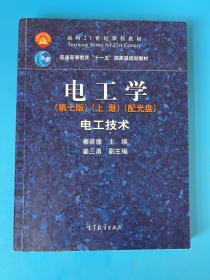 面向21世纪课程教材
Textbook Series for 21st Century
普通高等教育“十一五”国家级规划教材
电工学
(第七版)(上册)(配光盘)
电工技术
秦曾煌 主编
姜三勇 副主编
高等教育出版社